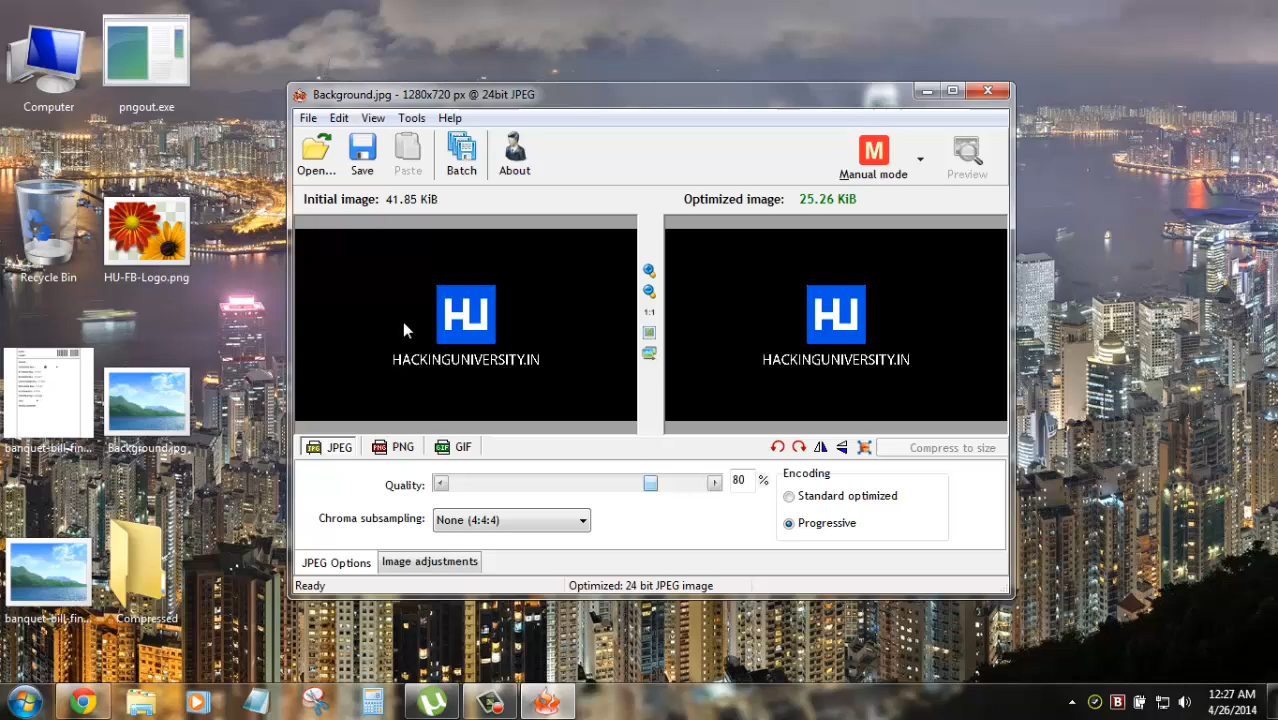 Computer
pngout.exe
Recycle Bin
HU-FB-Logo.png
banquet-bill-fin...
Background.jpg
banquet-bill-fin...
Compressed
Background.jpg - 1280x720 px @ 24bit JPEG
File Edit View Tools Help
Open... Save Paste Batch About
M
Manual mode
Preview
Initial image: 41.85 KiB
Optimized image: 25.26 KiB
HU
HACKINGUNIVERSITY.IN
1:1
HU
HACKINGUNIVERSITY.IN
JPG JPEG PNG PNG GIF GIF
Compress to size
Quality: 80 %
Chroma subsampling: None (4:4:4)
Encoding
Standard optimized
Progressive
JPEG Options Image adjustments
Ready
Optimized: 24 bit JPEG image
12:27 AM
4/26/2014